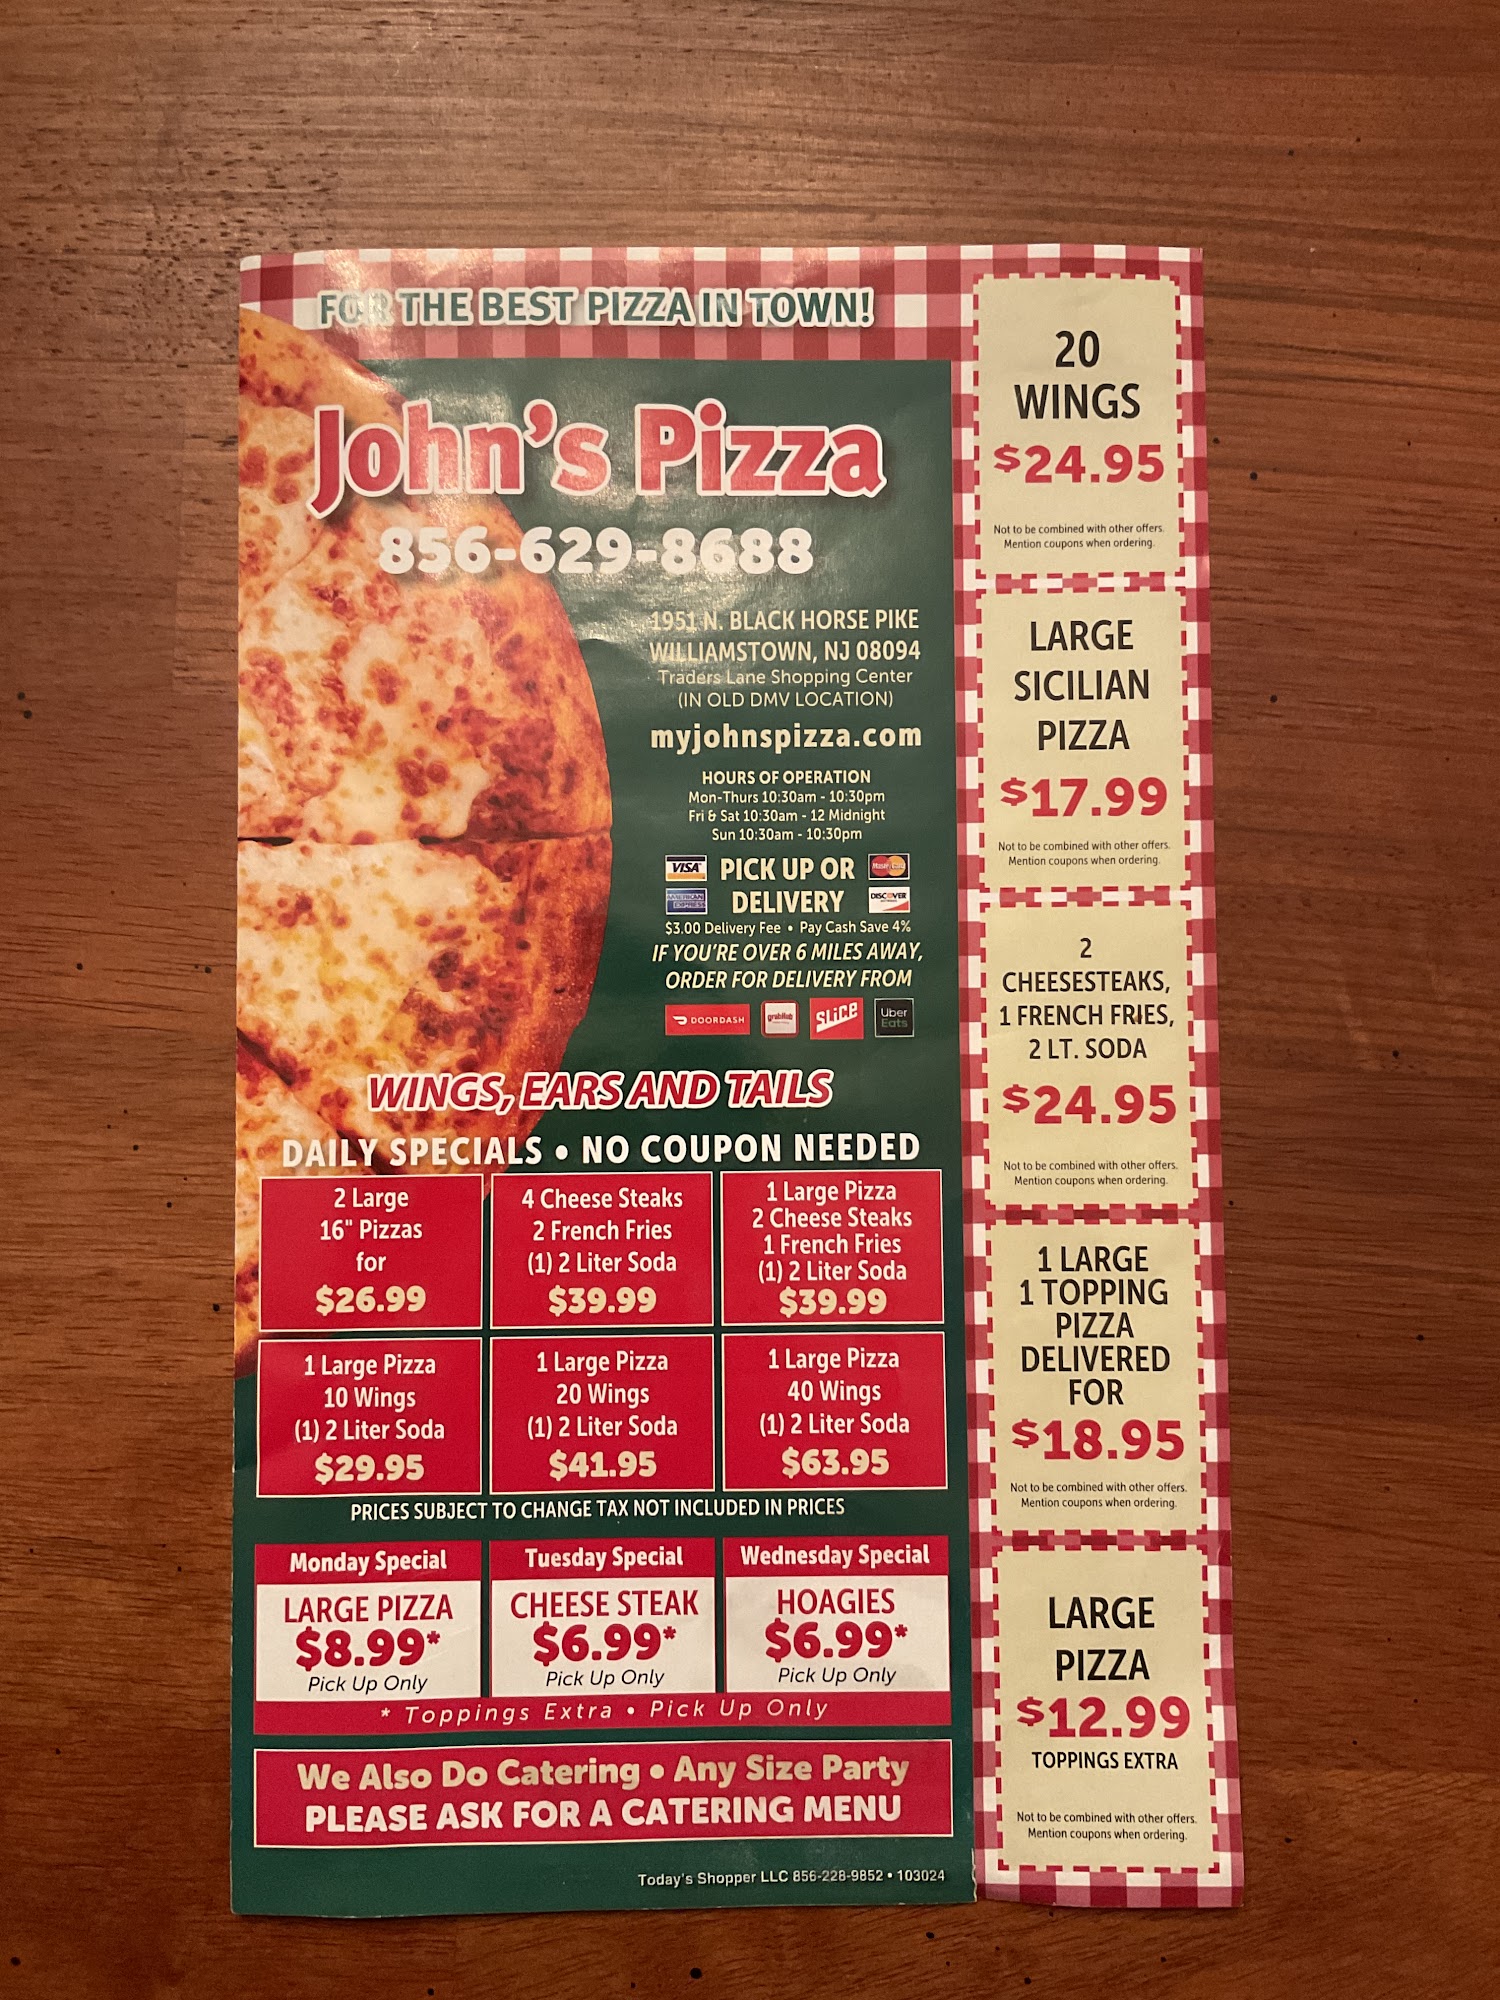 FOR THE BEST PIZZA IN TOWN!
John's Pizza
856-629-8688
1951 N. BLACK HORSE PIKE
WILLIAMSTOWN, NJ 08094
Traders Lane Shopping Center
(IN OLD DMV LOCATION)
myjohnspizza.com
HOURS OF OPERATION
Mon-Thurs 10:30am - 10:30pm
Fri & Sat 10:30am - 12 Midnight
Sun 10:30am - 10:30pm
VISA PICK UP OR MasterCard
AMERICAN EXPRESS DELIVERY DISCOVER
$3.00 Delivery Fee • Pay Cash Save 4%
IF YOU'RE OVER 6 MILES AWAY,
ORDER FOR DELIVERY FROM
DOORDASH GRUBHUB SLICE Uber Eats
WINGS, EARS AND TAILS
DAILY SPECIALS • NO COUPON NEEDED
2 Large
16" Pizzas
for
$26.99
4 Cheese Steaks
2 French Fries
(1) 2 Liter Soda
$39.99
1 Large Pizza
2 Cheese Steaks
1 French Fries
(1) 2 Liter Soda
$39.99
1 Large Pizza
10 Wings
(1) 2 Liter Soda
$29.95
1 Large Pizza
20 Wings
(1) 2 Liter Soda
$41.95
1 Large Pizza
40 Wings
(1) 2 Liter Soda
$63.95
PRICES SUBJECT TO CHANGE TAX NOT INCLUDED IN PRICES
Monday Special
LARGE PIZZA
$8.99*
Pick Up Only
Tuesday Special
CHEESE STEAK
$6.99*
Pick Up Only
Wednesday Special
HOAGIES
$6.99*
Pick Up Only
* Toppings Extra • Pick Up Only
We Also Do Catering • Any Size Party
PLEASE ASK FOR A CATERING MENU
Today's Shopper LLC 856-228-9852 • 103024
20
WINGS
$24.95
Not to be combined with other offers.
Mention coupons when ordering.
LARGE
SICILIAN
PIZZA
$17.99
Not to be combined with other offers.
Mention coupons when ordering.
2
CHEESESTEAKS,
1 FRENCH FRIES,
2 LT. SODA
$24.95
Not to be combined with other offers.
Mention coupons when ordering.
1 LARGE
1 TOPPING
PIZZA
DELIVERED
FOR
$18.95
Not to be combined with other offers.
Mention coupons when ordering.
LARGE
PIZZA
$12.99
TOPPINGS EXTRA
Not to be combined with other offers.
Mention coupons when ordering.